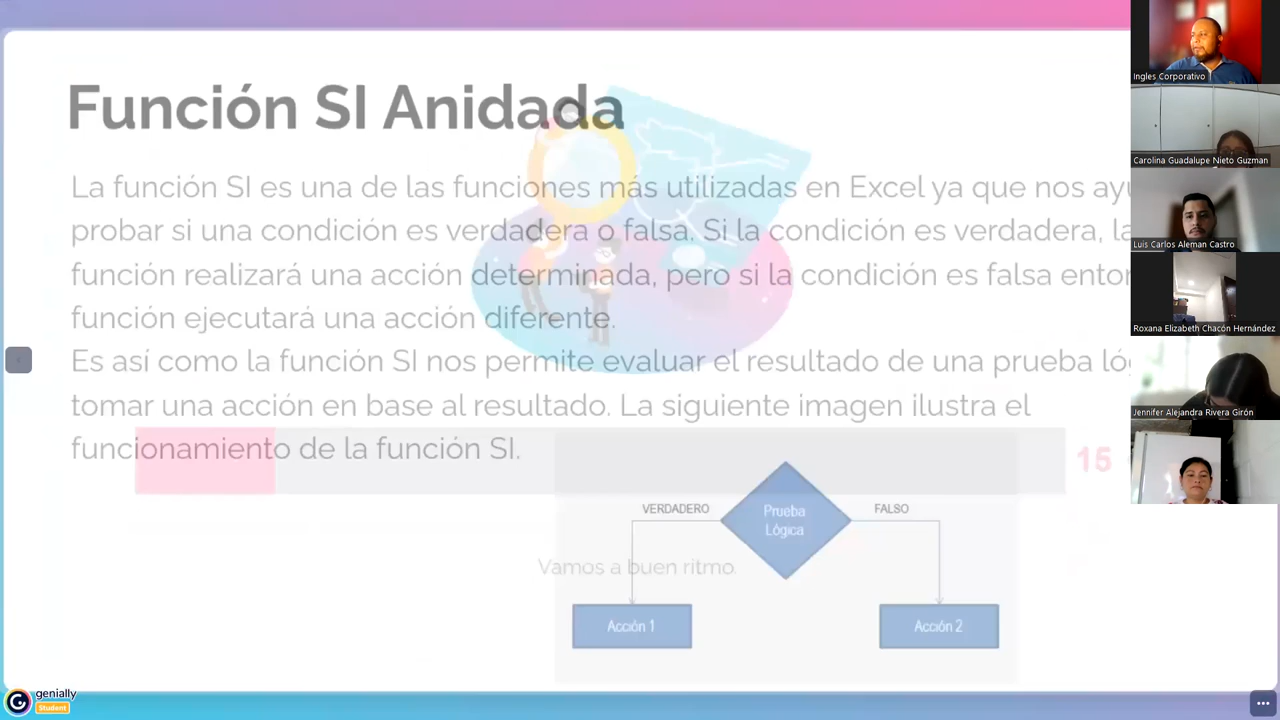 Función SI Anidada
La función SI es una de las funciones más utilizadas en Excel ya que nos
probar si una condición es verdadera o falsa. Si la condición es verdadera,
función realizará una acción determinada, pero si la condición es falsa
función ejecutará una acción diferente.
Es así como la función SI nos permite evaluar el resultado de una prueba
tomar una acción en base al resultado. La siguiente imagen ilustra el
funcionamiento de la función SI.
15
VERDADERO
Prueba
Lógica
FALSO
Vamos a buen ritmo.
Acción 1
Acción 2
genially
Student
Ingles Corporativo
Carolina Guadalupe Nieto Guzman
Luis Carlos Aleman Castro
Roxana Elizabeth Chacón Hernández
Jennifer Alejandra Rivera Girón